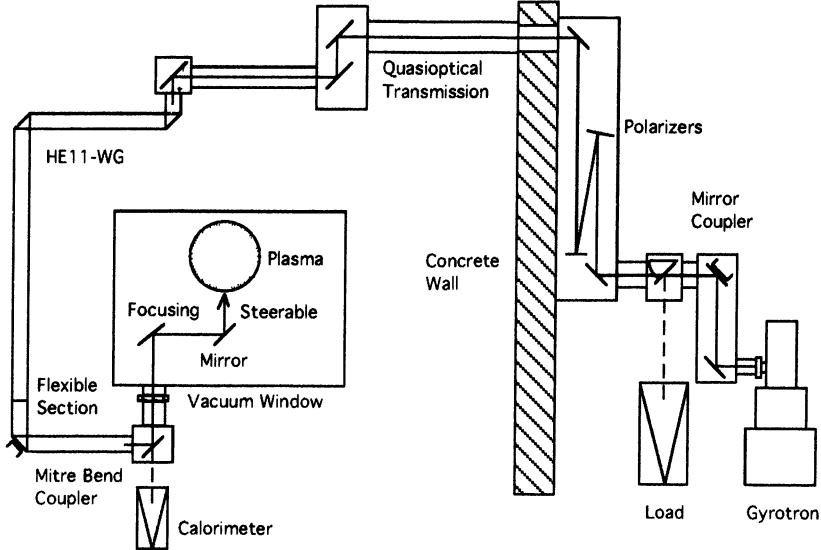 Quasioptical
Transmission
Polarizers
HE11-WG
Mirror
Coupler
Plasma
Concrete
Wall
Focusing
Steerable
Mirror
Flexible
Section
Vacuum Window
Mitre Bend
Coupler
Calorimeter
Load
Gyrotron